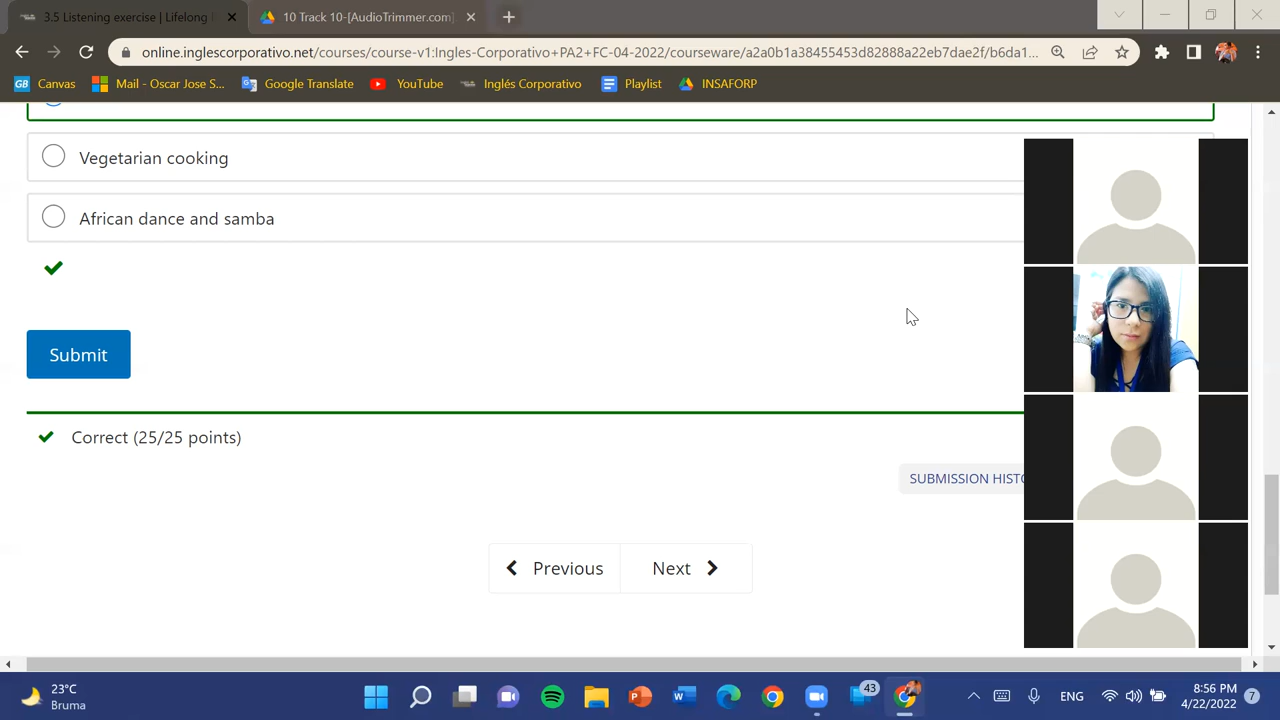 3.5 Listening exercise | Lifelong l
10 Track 10-[AudioTrimmer.com]
online.inglescorporativo.net/courses/course-v1:Ingles-Corporativo+PA2+FC-04-2022/courseware/a2a0b1a38455453d82888a22eb7dae2f/b6da1...
GB Canvas Mail - Oscar Jose S... Google Translate YouTube Inglés Corporativo Playlist INSAFORP
Vegetarian cooking
African dance and samba
Submit
Correct (25/25 points)
SUBMISSION HISTO
Previous Next
23°C
Bruma
43
ENG
8:56 PM
4/22/2022
7